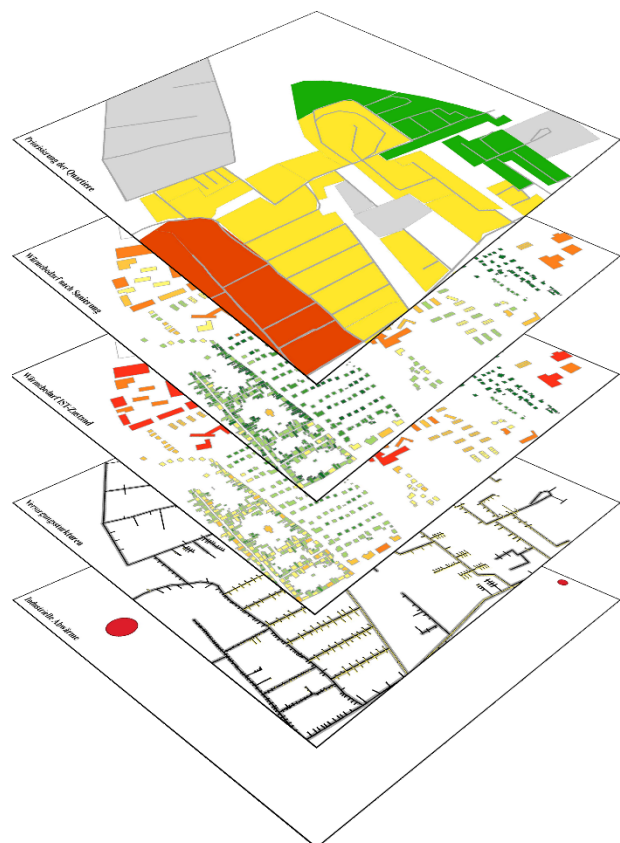 Priorisierung der Quartiere
Wärmebedarf nach Sanierung
Wärmebedarf IST-Zustand
Versorgungsstrukturen
Industrielle Abwärme